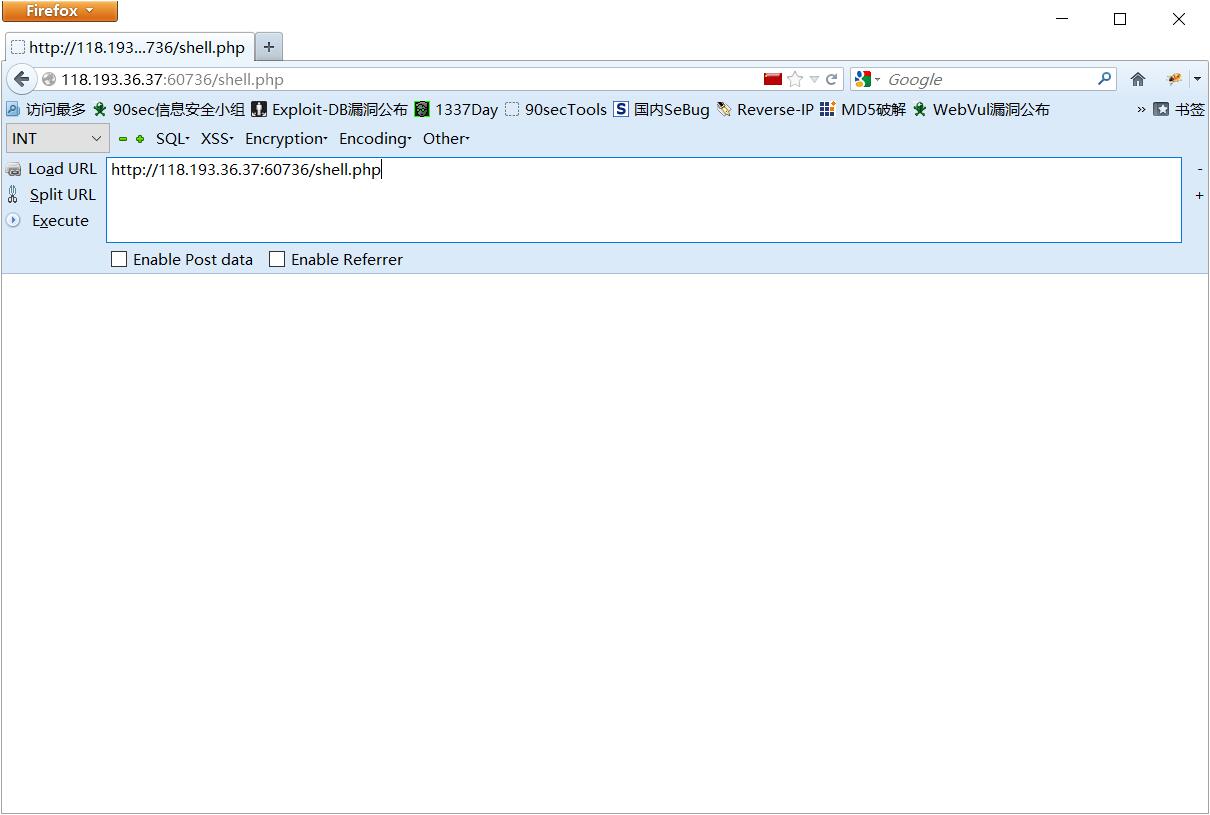 Firefox
http://118.193...736/shell.php
118.193.36.37:60736/shell.php Google
访问最多 90sec信息安全小组 Exploit-DB漏洞公布 1337Day 90secTools 国内SeBug Reverse-IP MD5破解 WebVul漏洞公布 » 书签
INT SQL XSS Encryption Encoding Other
Load URL http://118.193.36.37:60736/shell.php -
Split URL +
Execute
Enable Post data Enable Referrer